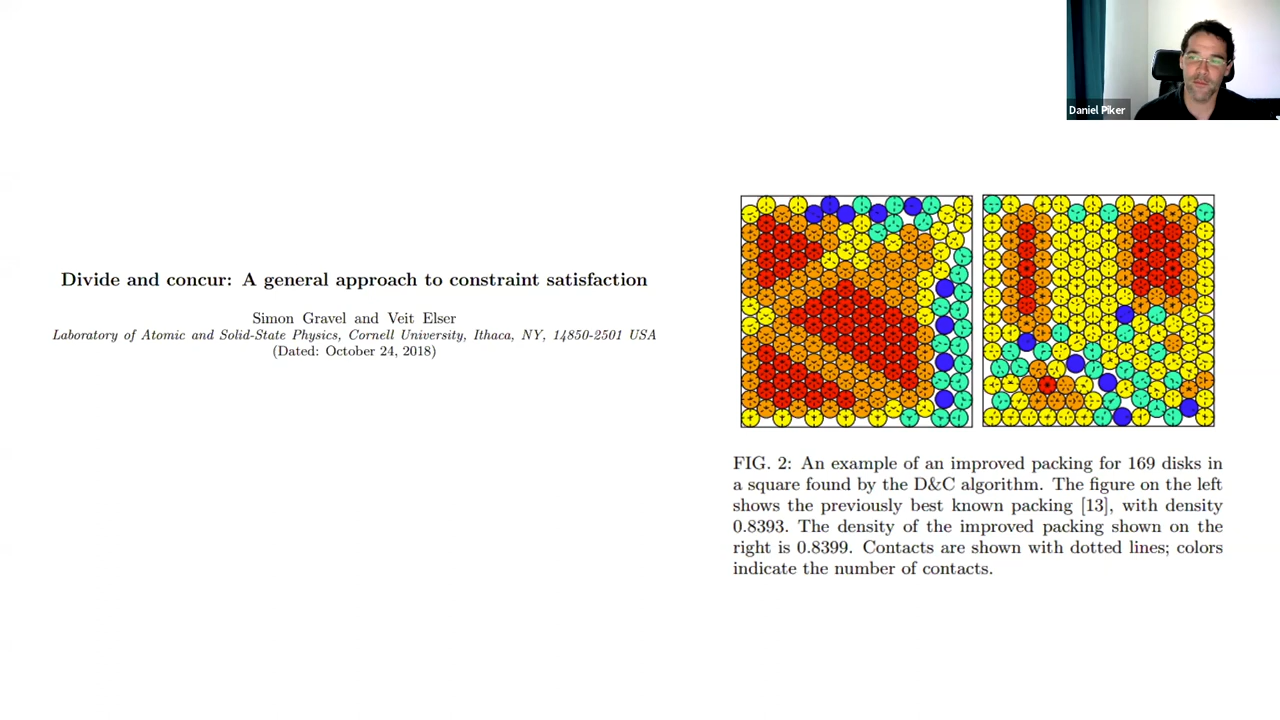 Daniel Piker
Divide and concur: A general approach to constraint satisfaction
Simon Gravel and Veit Elser
Laboratory of Atomic and Solid-State Physics, Cornell University, Ithaca, NY, 14850-2501 USA
(Dated: October 24, 2018)
FIG. 2: An example of an improved packing for 169 disks in
a square found by the D&C algorithm. The figure on the left
shows the previously best known packing [13], with density
0.8393. The density of the improved packing shown on the
right is 0.8399. Contacts are shown with dotted lines; colors
indicate the number of contacts.